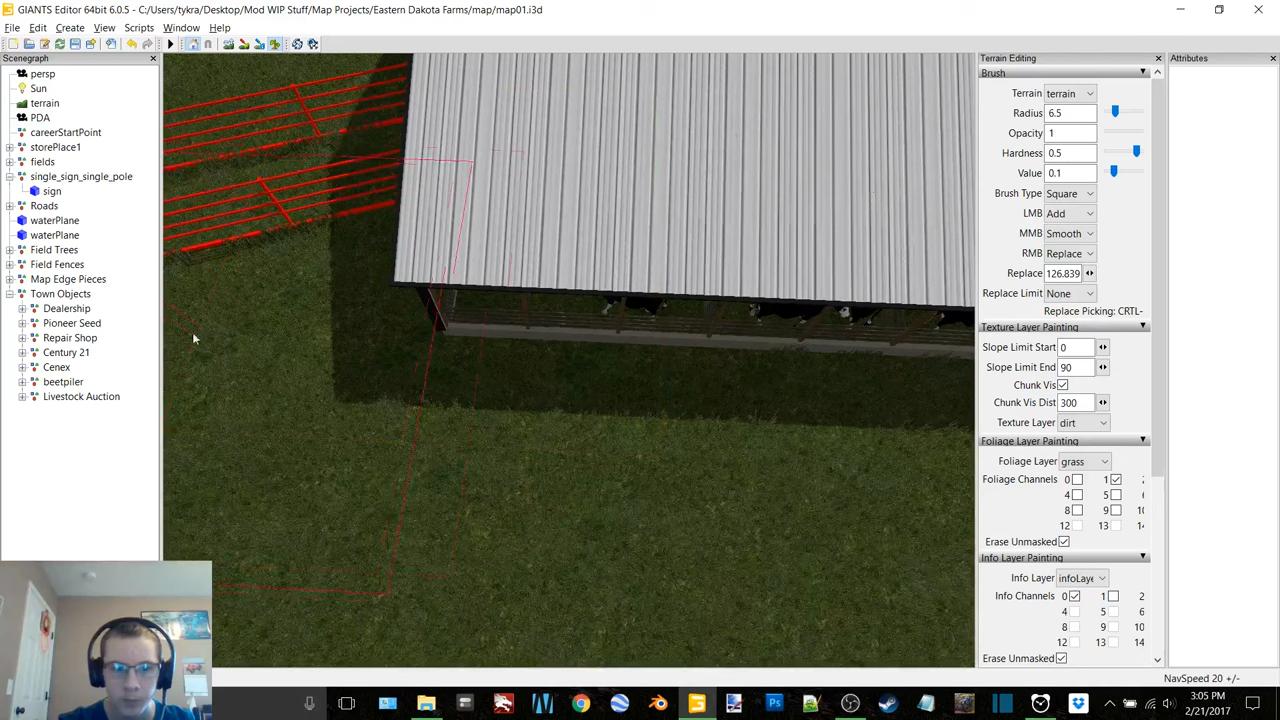 GIANTS Editor 64bit 6.0.5 - C:/Users/tykra/Desktop/Mod WIP Stuff/Map Projects/Eastern Dakota Farms/map/map01.i3d
File Edit Create View Scripts Window Help
Scenegraph
persp
Sun
terrain
PDA
careerStartPoint
storePlace1
fields
single_sign_single_pole
sign
Roads
waterPlane
waterPlane
Field Trees
Field Fences
Map Edge Pieces
Town Objects
Dealership
Pioneer Seed
Repair Shop
Century 21
Cenex
beetpiler
Livestock Auction
Terrain Editing
Brush
Terrain terrain
Radius 6.5
Opacity 1
Hardness 0.5
Value 0.1
Brush Type Square
LMB Add
MMB Smooth
RMB Replace
Replace 126.839
Replace Limit None
Replace Picking: CRTL-
Texture Layer Painting
Slope Limit Start 0
Slope Limit End 90
Chunk Vis
Chunk Vis Dist 300
Texture Layer dirt
Foliage Layer Painting
Foliage Layer grass
Foliage Channels 0 1 2
4 5 6
8 9 10
12 13 14
Erase Unmasked
Info Layer Painting
Info Layer infoLaye
Info Channels 0 1 2
4 5 6
8 9 10
12 13 14
Erase Unmasked
Attributes
NavSpeed 20 +/-
3:05 PM
2/21/2017